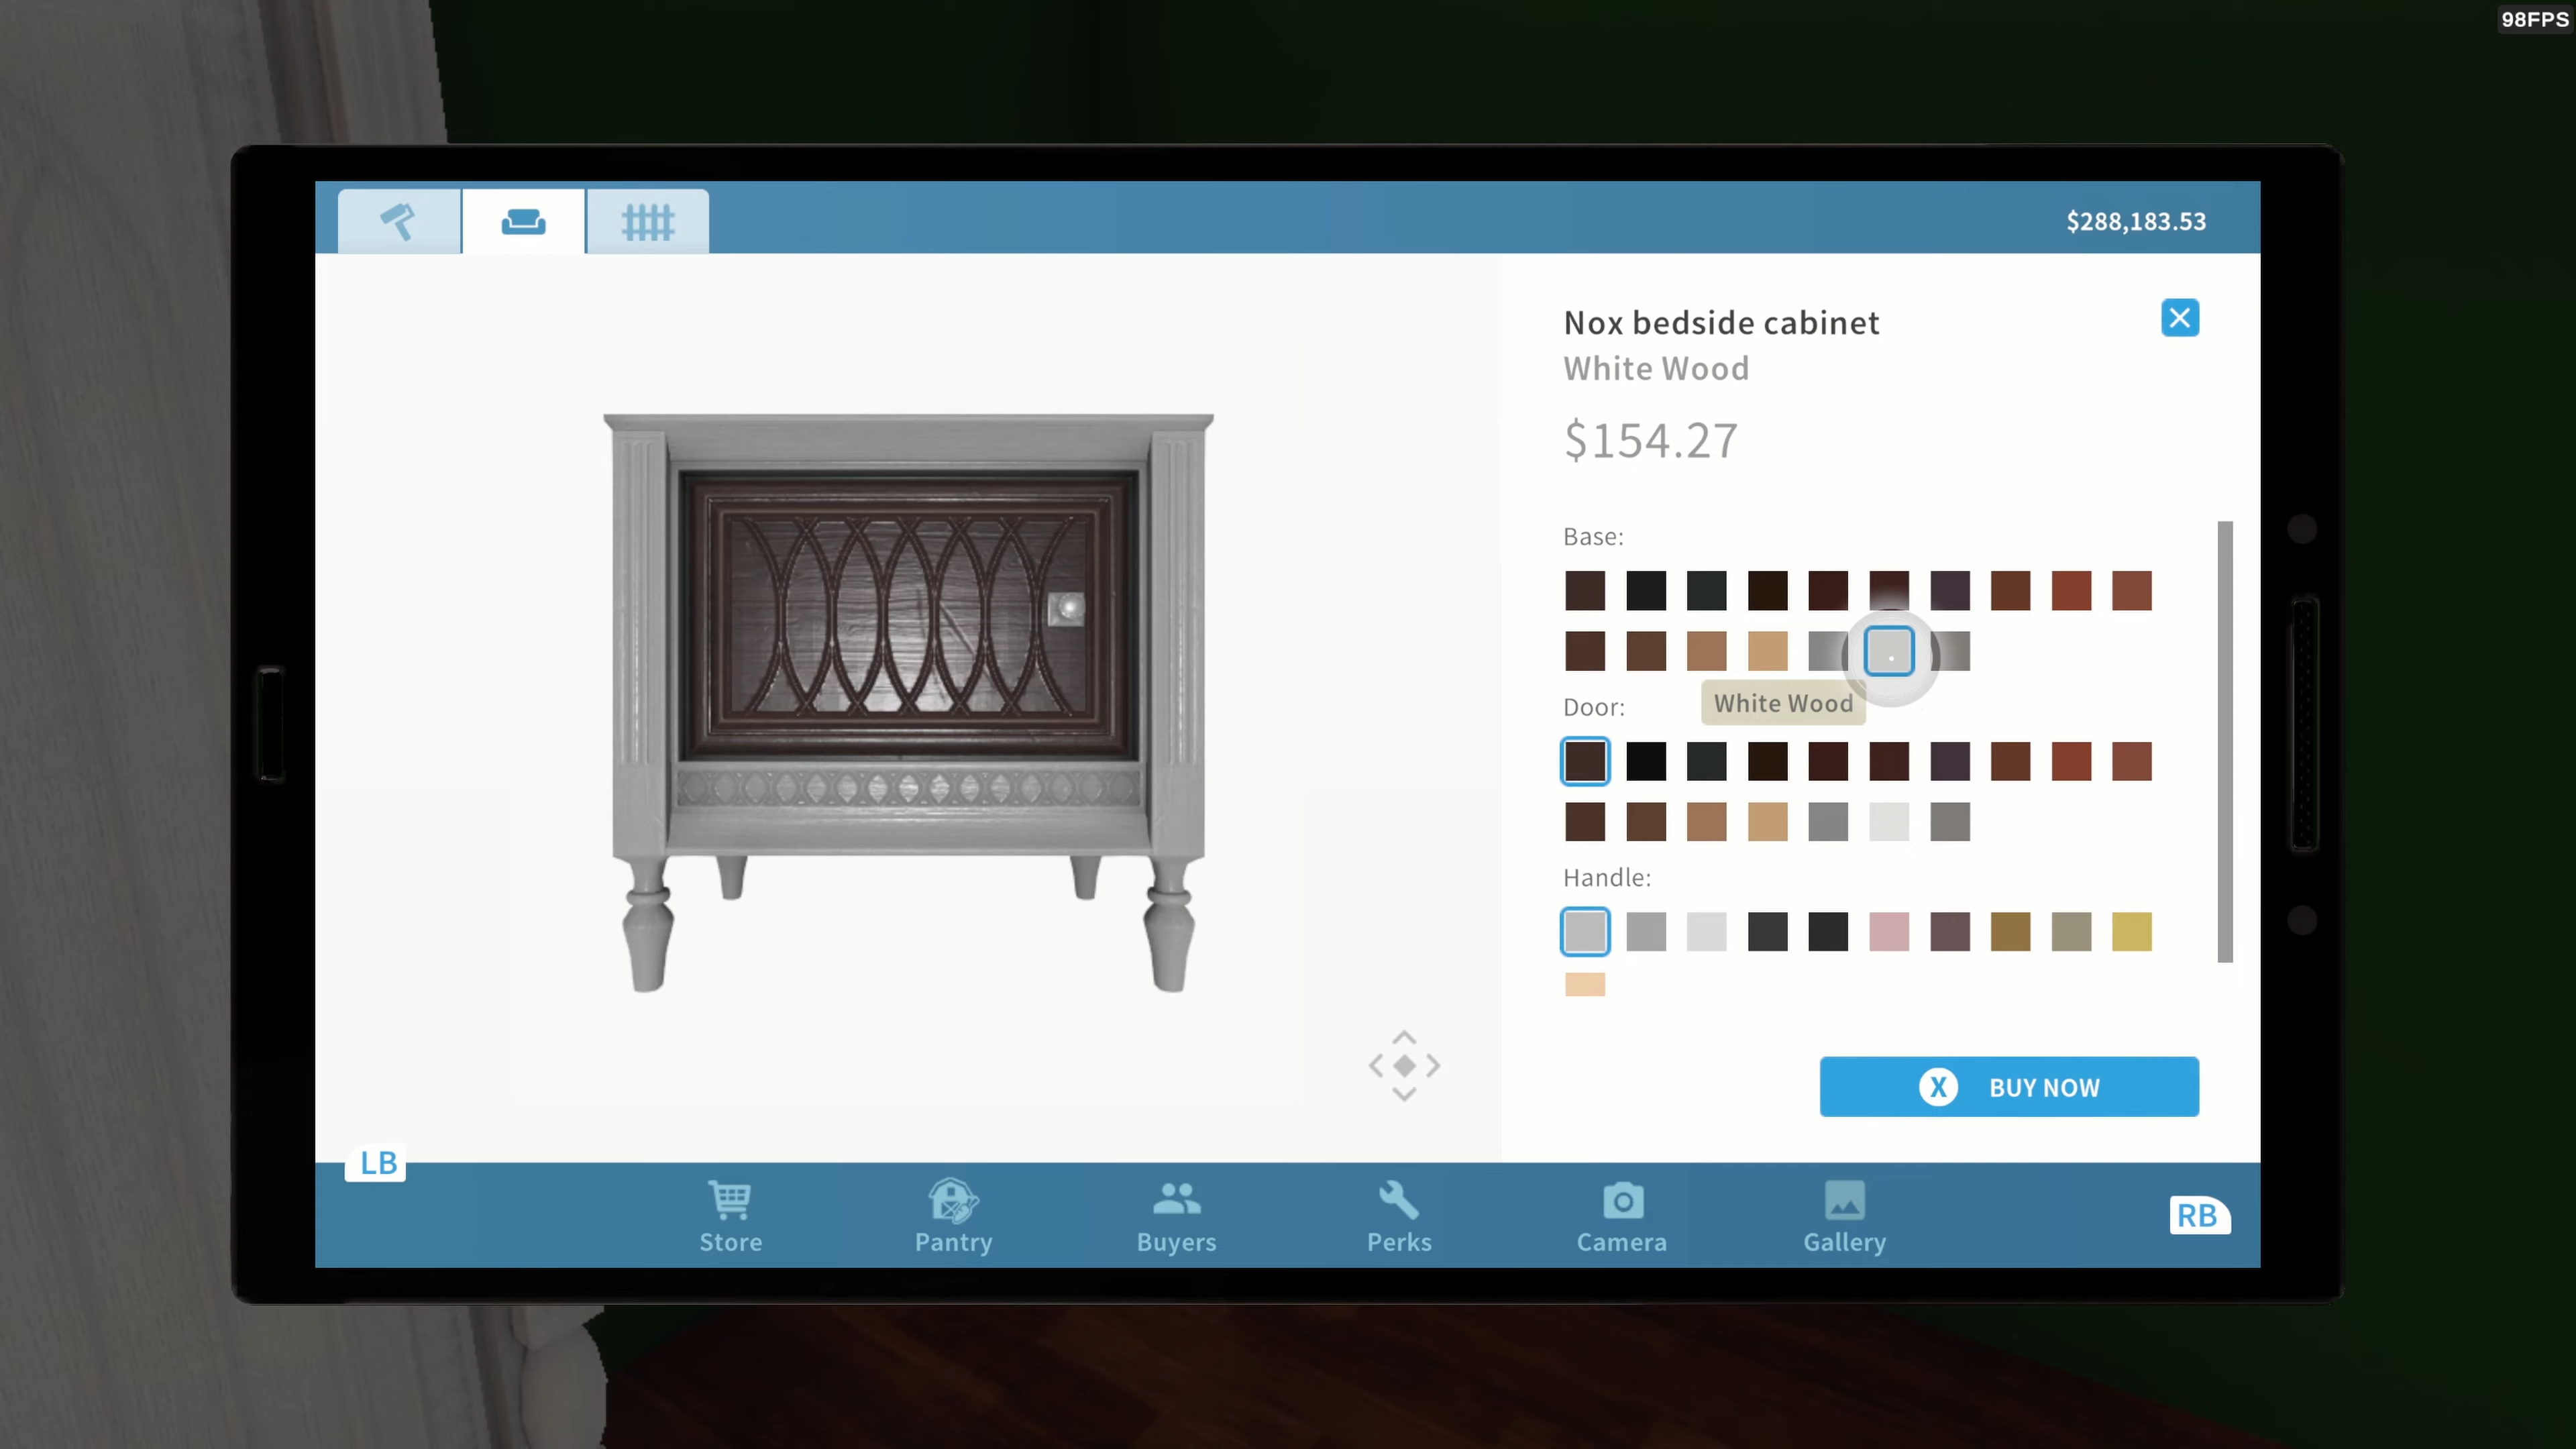 98FPS
$288,183.53
Nox bedside cabinet
White Wood
$154.27
Base:
White Wood
Door:
Handle:
X BUY NOW
LB
Store
Pantry
Buyers
Perks
Camera
Gallery
RB